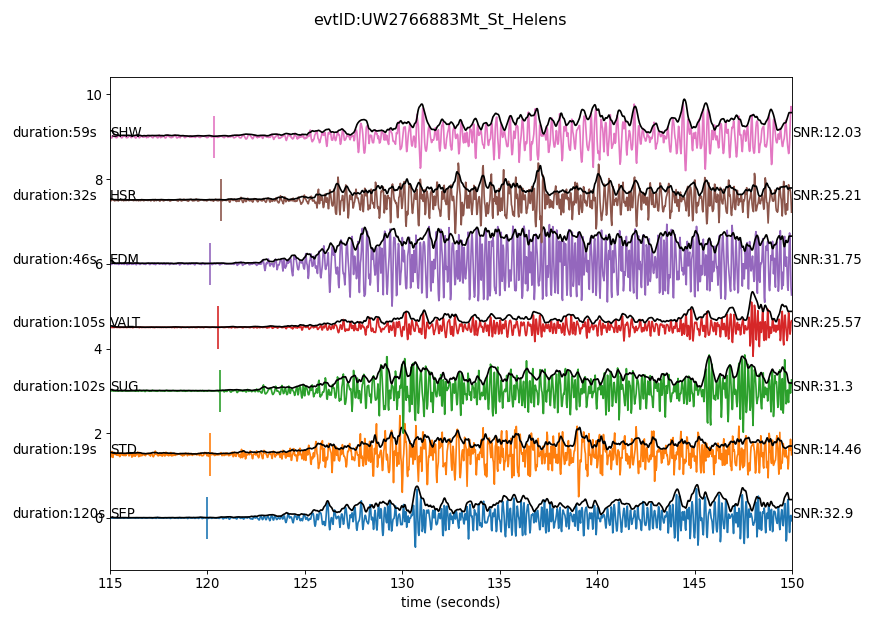 evtID:UW2766883Mt_St_Helens
10
duration:59s SHW SNR:12.03
8
duration:32s HSR SNR:25.21
duration:46s EDM SNR:31.75
6
duration:105s VALT SNR:25.57
4
duration:102s SUG SNR:31.3
2
duration:19s STD SNR:14.46
duration:120s SEP SNR:32.9
0
115 120 125 130 135 140 145 150
time (seconds)